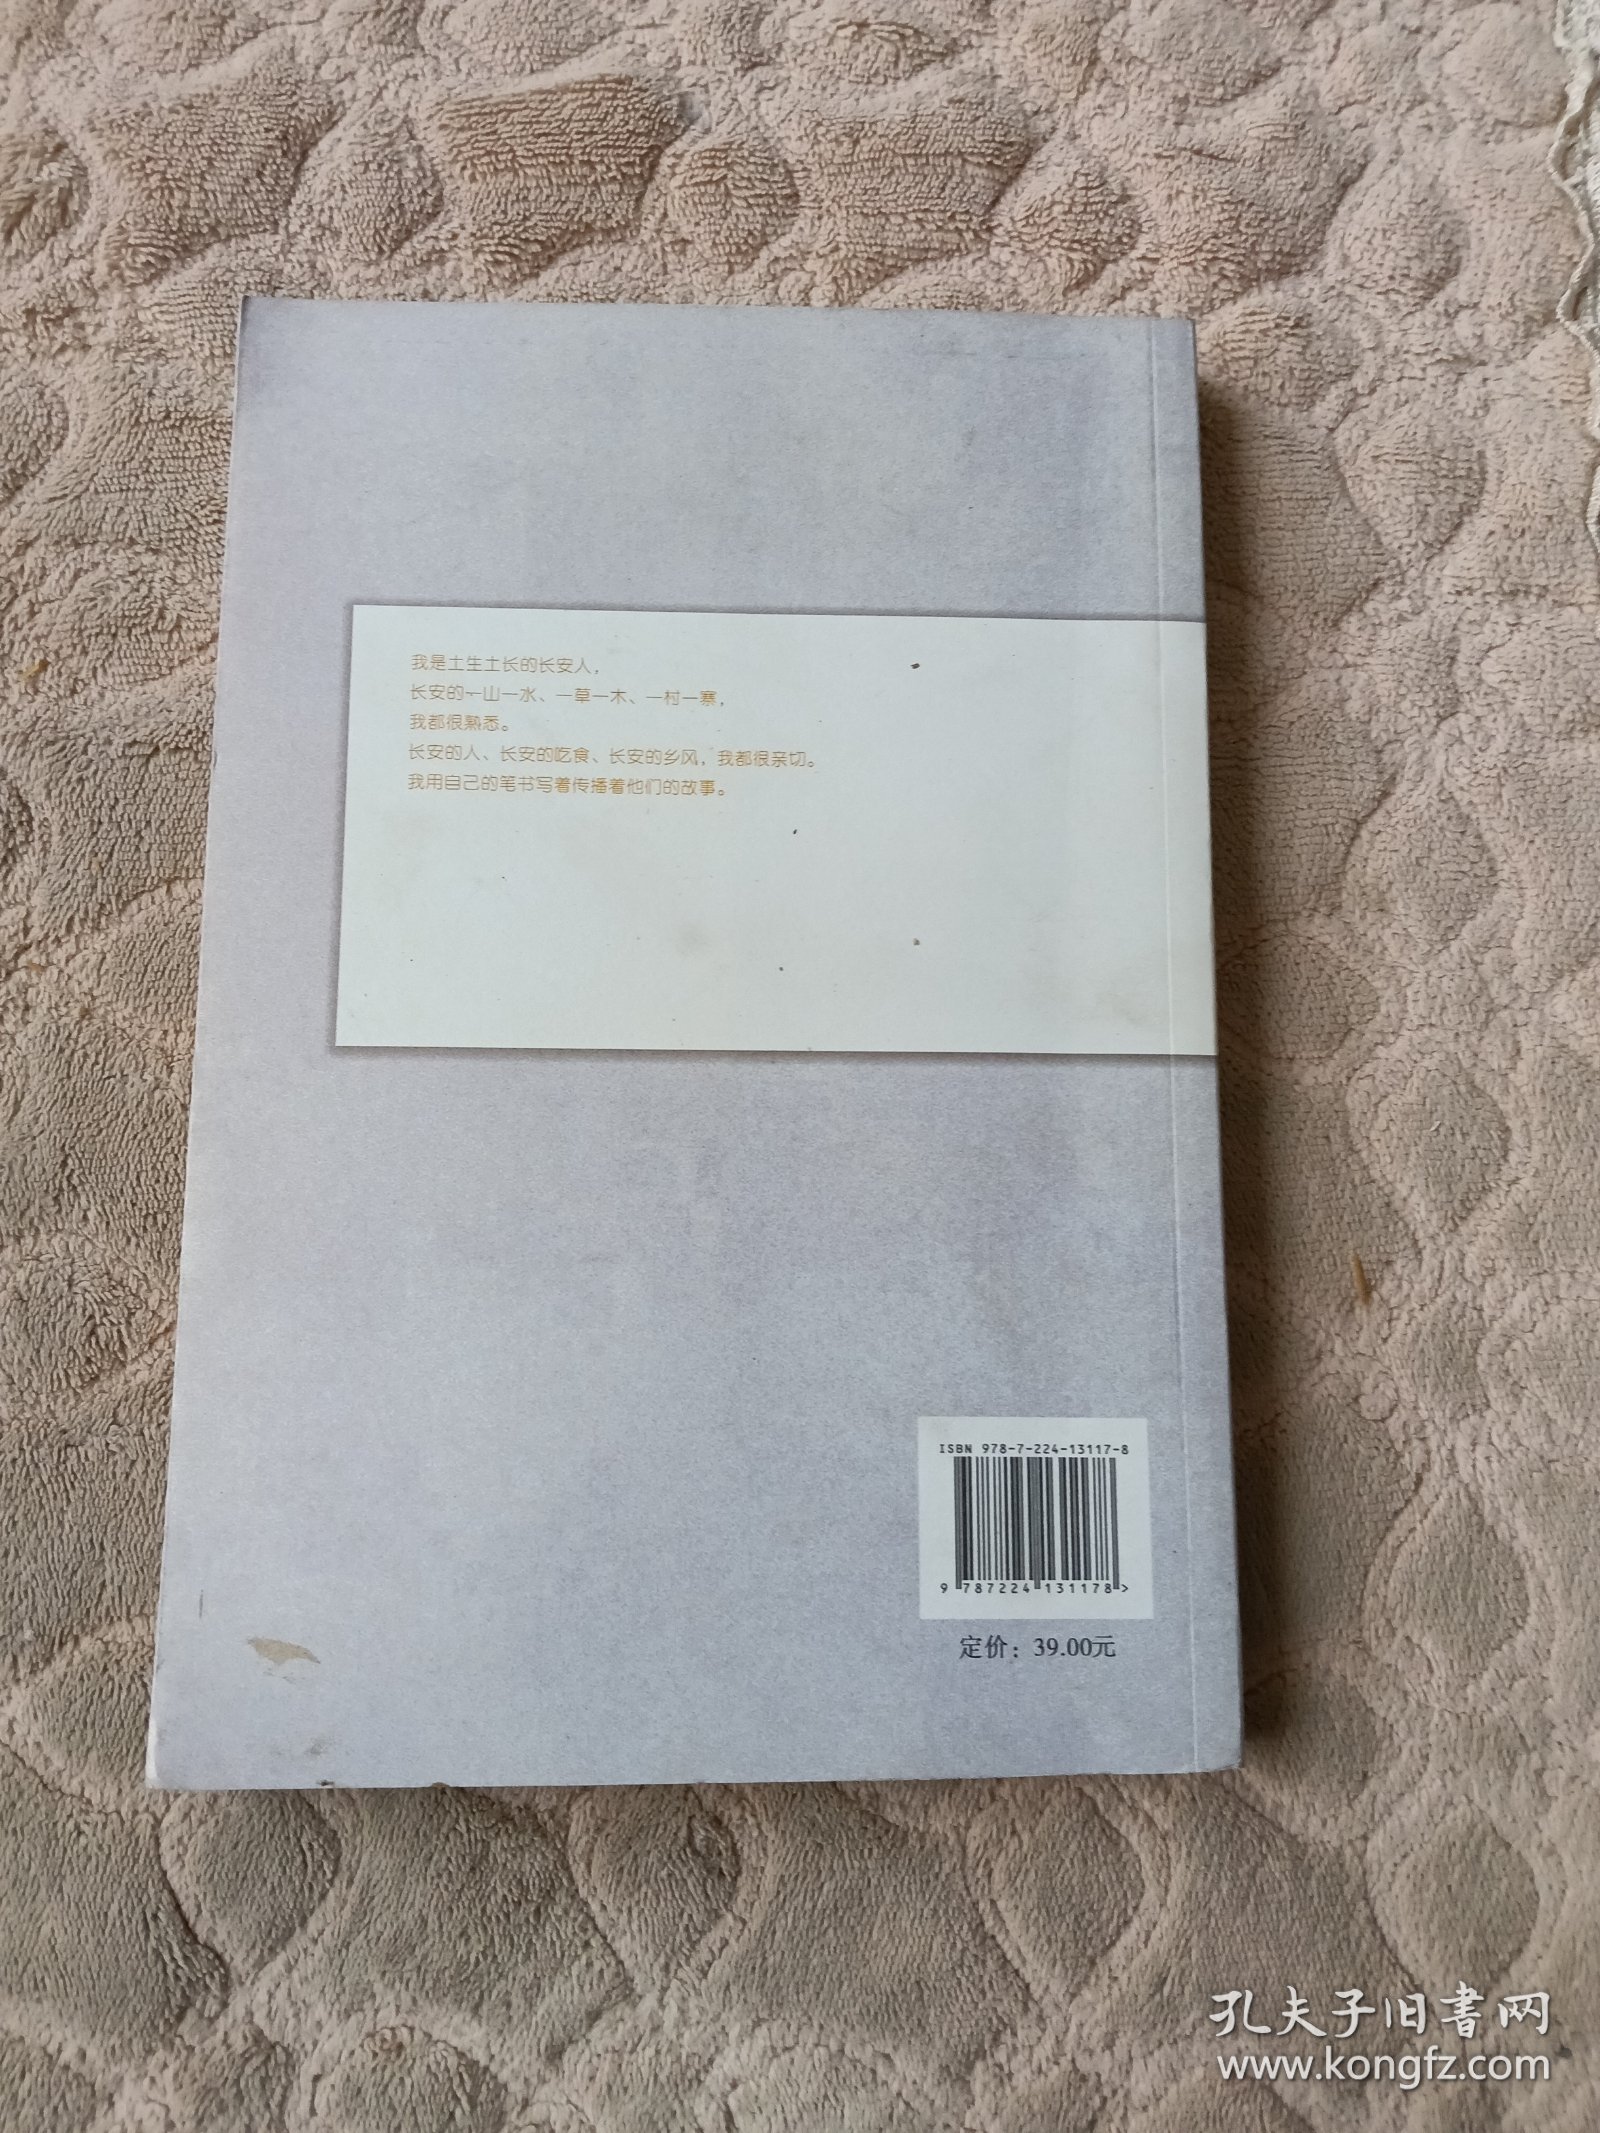 我是土生土长的长安人，
长安的一山一水、一草一木、一村一寨，
我都很熟悉。
长安的人、长安的吃食、长安的乡风，我都很亲切。
我用自己的笔书写着传播着他们的故事。
ISBN 978-7-224-13117-8
9 787224 131178 >
定价：39.00元
孔夫子旧書网
www.kongfz.com